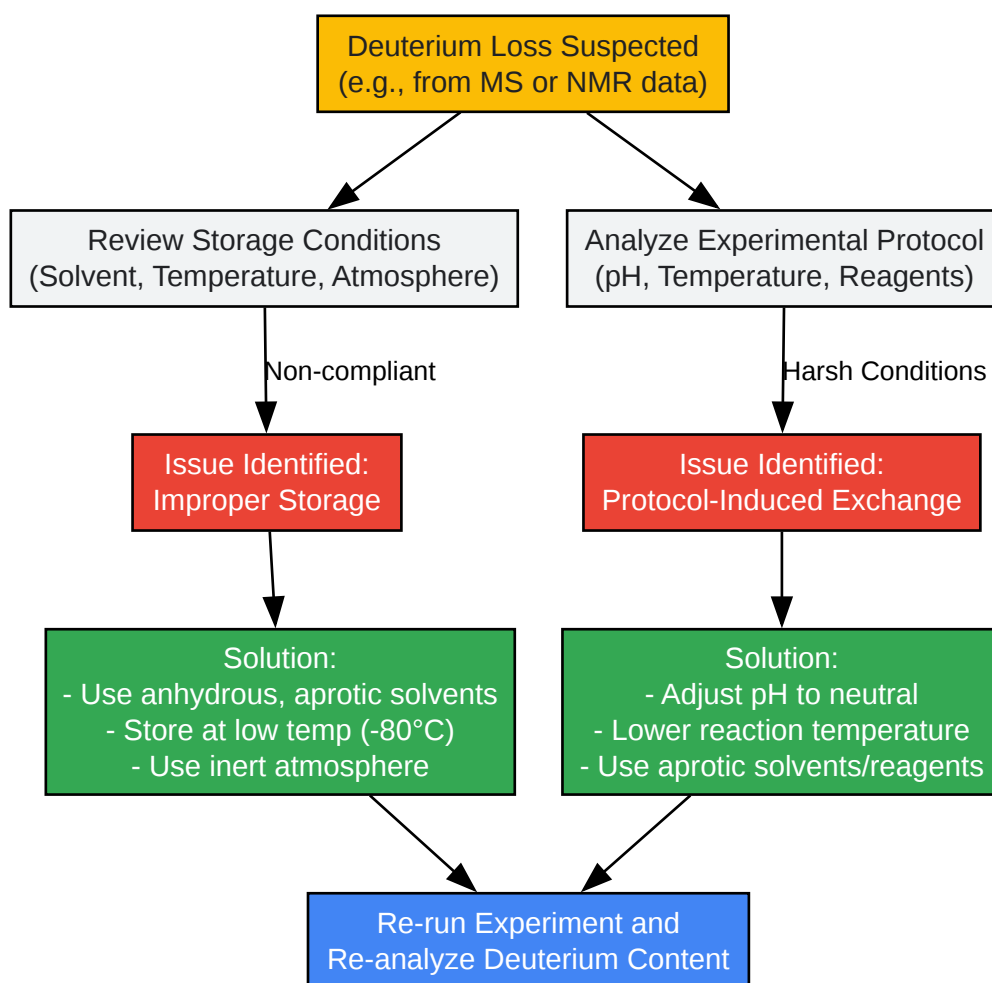 Deuterium Loss Suspected
(e.g., from MS or NMR data)
Review Storage Conditions
(Solvent, Temperature, Atmosphere)
Analyze Experimental Protocol
(pH, Temperature, Reagents)
Non-compliant
Harsh Conditions
Issue Identified:
Improper Storage
Issue Identified:
Protocol-Induced Exchange
Solution:
- Use anhydrous, aprotic solvents
- Store at low temp (-80°C)
- Use inert atmosphere
Solution:
- Adjust pH to neutral
- Lower reaction temperature
- Use aprotic solvents/reagents
Re-run Experiment and
Re-analyze Deuterium Content